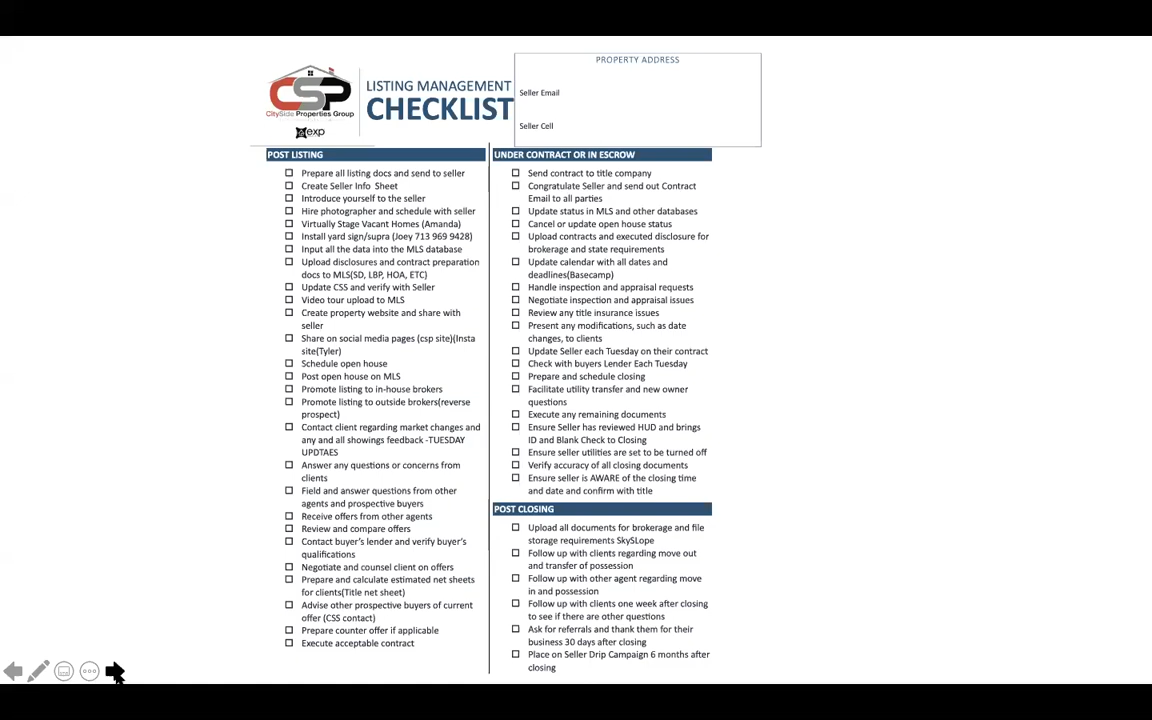 CSP
CitySide Properties Group
exp
LISTING MANAGEMENT
CHECKLIST
PROPERTY ADDRESS
Seller Email
Seller Cell
POST LISTING
Prepare all listing docs and send to seller
Create Seller Info Sheet
Introduce yourself to the seller
Hire photographer and schedule with seller
Virtually Stage Vacant Homes (Amanda)
Install yard sign/supra (Joey 713 969 9428)
Input all the data into the MLS database
Upload disclosures and contract preparation
docs to MLS(SD, LBP, HOA, ETC)
Update CSS and verify with Seller
Video tour upload to MLS
Create property website and share with
seller
Share on social media pages (csp site)(Insta
site(Tyler)
Schedule open house
Post open house on MLS
Promote listing to in-house brokers
Promote listing to outside brokers(reverse
prospect)
Contact client regarding market changes and
any and all showings feedback -TUESDAY
UPDTAES
Answer any questions or concerns from
clients
Field and answer questions from other
agents and prospective buyers
Receive offers from other agents
Review and compare offers
Contact buyer's lender and verify buyer's
qualifications
Negotiate and counsel client on offers
Prepare and calculate estimated net sheets
for clients(Title net sheet)
Advise other prospective buyers of current
offer (CSS contact)
Prepare counter offer if applicable
Execute acceptable contract
UNDER CONTRACT OR IN ESCROW
Send contract to title company
Congratulate Seller and send out Contract
Email to all parties
Update status in MLS and other databases
Cancel or update open house status
Upload contracts and executed disclosure for
brokerage and state requirements
Update calendar with all dates and
deadlines(Basecamp)
Handle inspection and appraisal requests
Negotiate inspection and appraisal issues
Review any title insurance issues
Present any modifications, such as date
changes, to clients
Update Seller each Tuesday on their contract
Check with buyers Lender Each Tuesday
Prepare and schedule closing
Facilitate utility transfer and new owner
questions
Execute any remaining documents
Ensure Seller has reviewed HUD and brings
ID and Blank Check to Closing
Ensure seller utilities are set to be turned off
Verify accuracy of all closing documents
Ensure seller is AWARE of the closing time
and date and confirm with title
POST CLOSING
Upload all documents for brokerage and file
storage requirements SkySLope
Follow up with clients regarding move out
and transfer of possession
Follow up with other agent regarding move
in and possession
Follow up with clients one week after closing
to see if there are other questions
Ask for referrals and thank them for their
business 30 days after closing
Place on Seller Drip Campaign 6 months after
closing